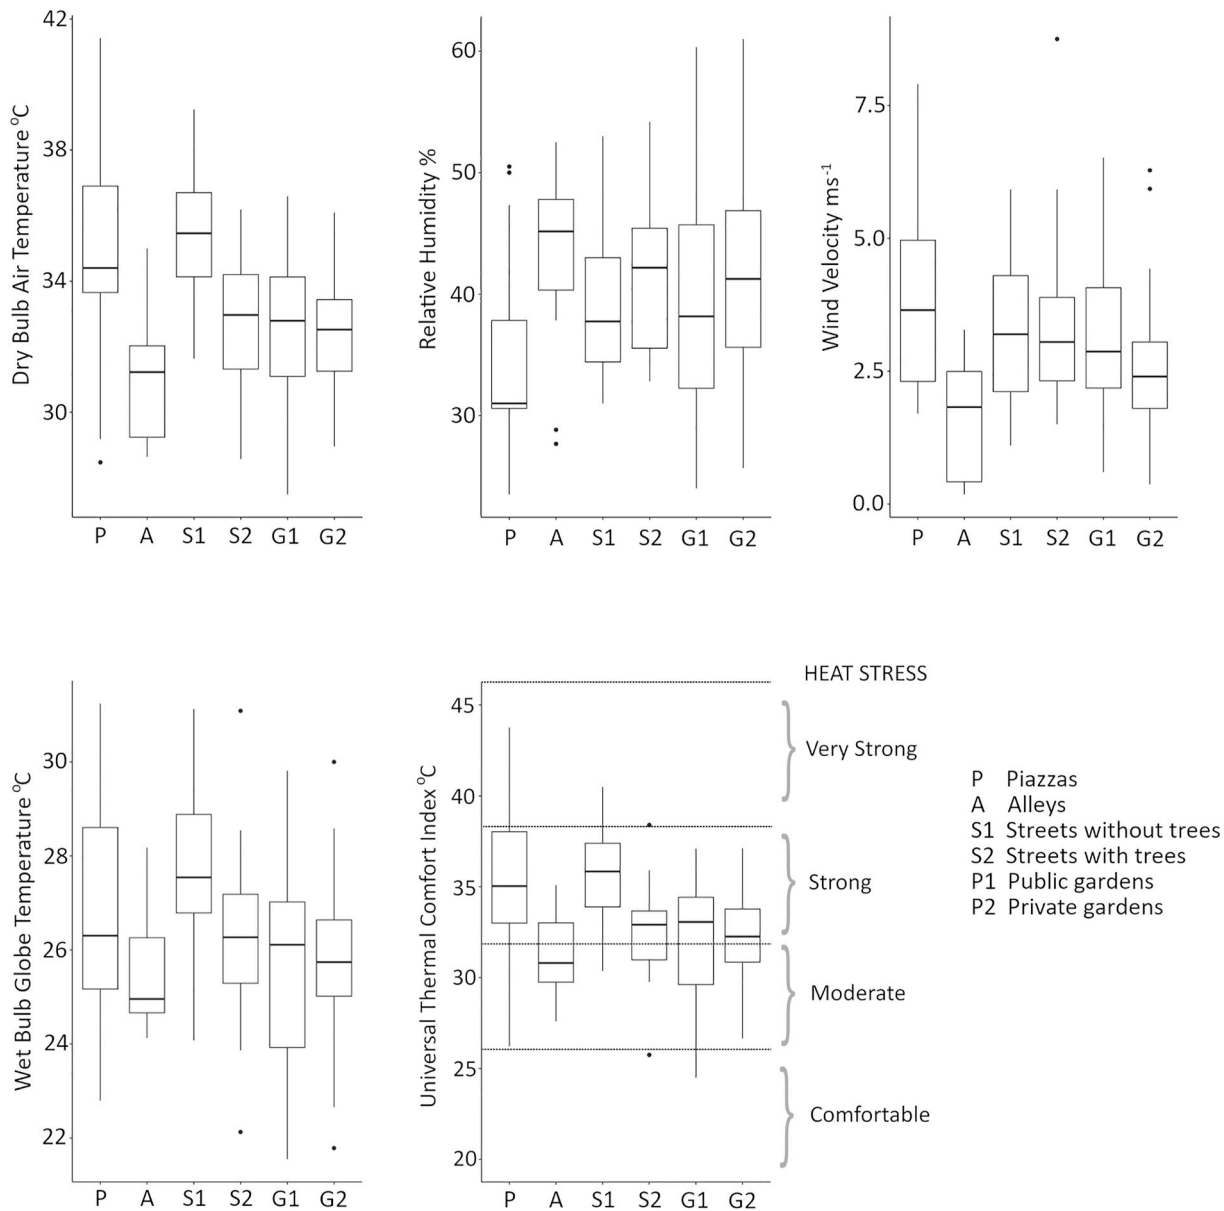 Dry Bulb Air Temperature °C
42
38
34
30
P A S1 S2 G1 G2
Relative Humidity %
60
50
40
30
P A S1 S2 G1 G2
Wind Velocity ms-1
7.5
5.0
2.5
0.0
P A S1 S2 G1 G2
Wet Bulb Globe Temperature °C
30
28
26
24
22
P A S1 S2 G1 G2
Universal Thermal Comfort Index °C
45
40
35
30
25
20
P A S1 S2 G1 G2
HEAT STRESS
Very Strong
Strong
Moderate
Comfortable
P Piazzas
A Alleys
S1 Streets without trees
S2 Streets with trees
P1 Public gardens
P2 Private gardens